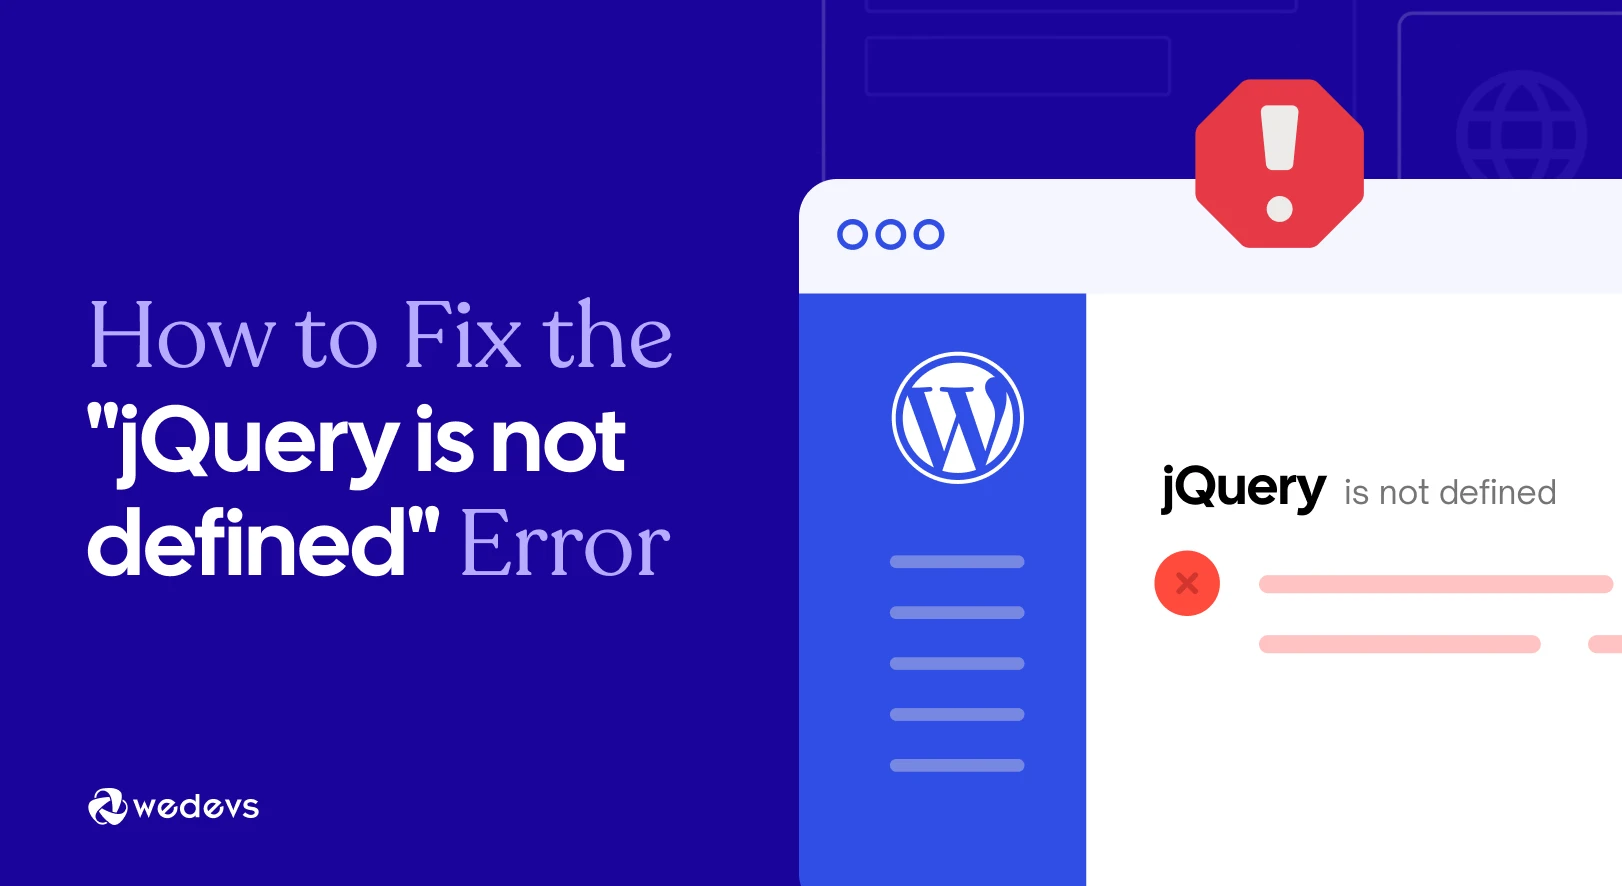 How to Fix the
"jQuery is not
defined" Error
wedevs
W
jQuery is not defined